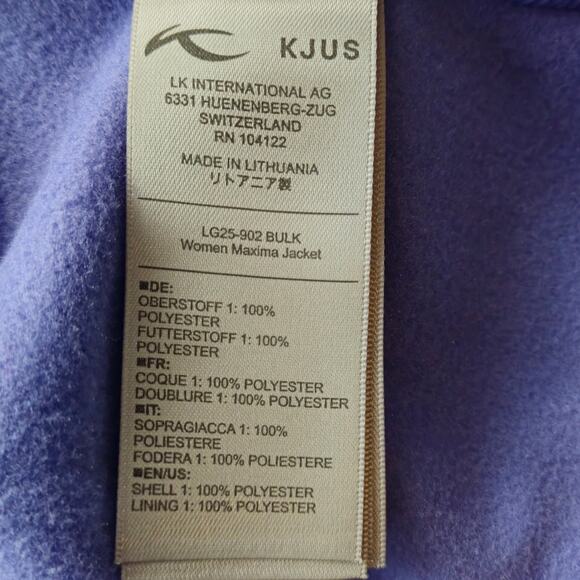 KJUS
LK INTERNATIONAL AG
6331 HUENENBERG-ZUG
SWITZERLAND
RN 104122
MADE IN LITHUANIA
リトアニア製
LG25-902 BULK
Women Maxima Jacket
■DE:
OBERSTOFF 1: 100%
POLYESTER
FUTTERSTOFF 1: 100%
POLYESTER
■FR:
COQUE 1: 100% POLYESTER
DOUBLURE 1: 100% POLYESTER
■IT:
SOPRAGIACCA 1: 100%
POLIESTERE
FODERA 1: 100% POLIESTERE
■EN/US:
SHELL 1: 100% POLYESTER
LINING 1: 100% POLYESTER